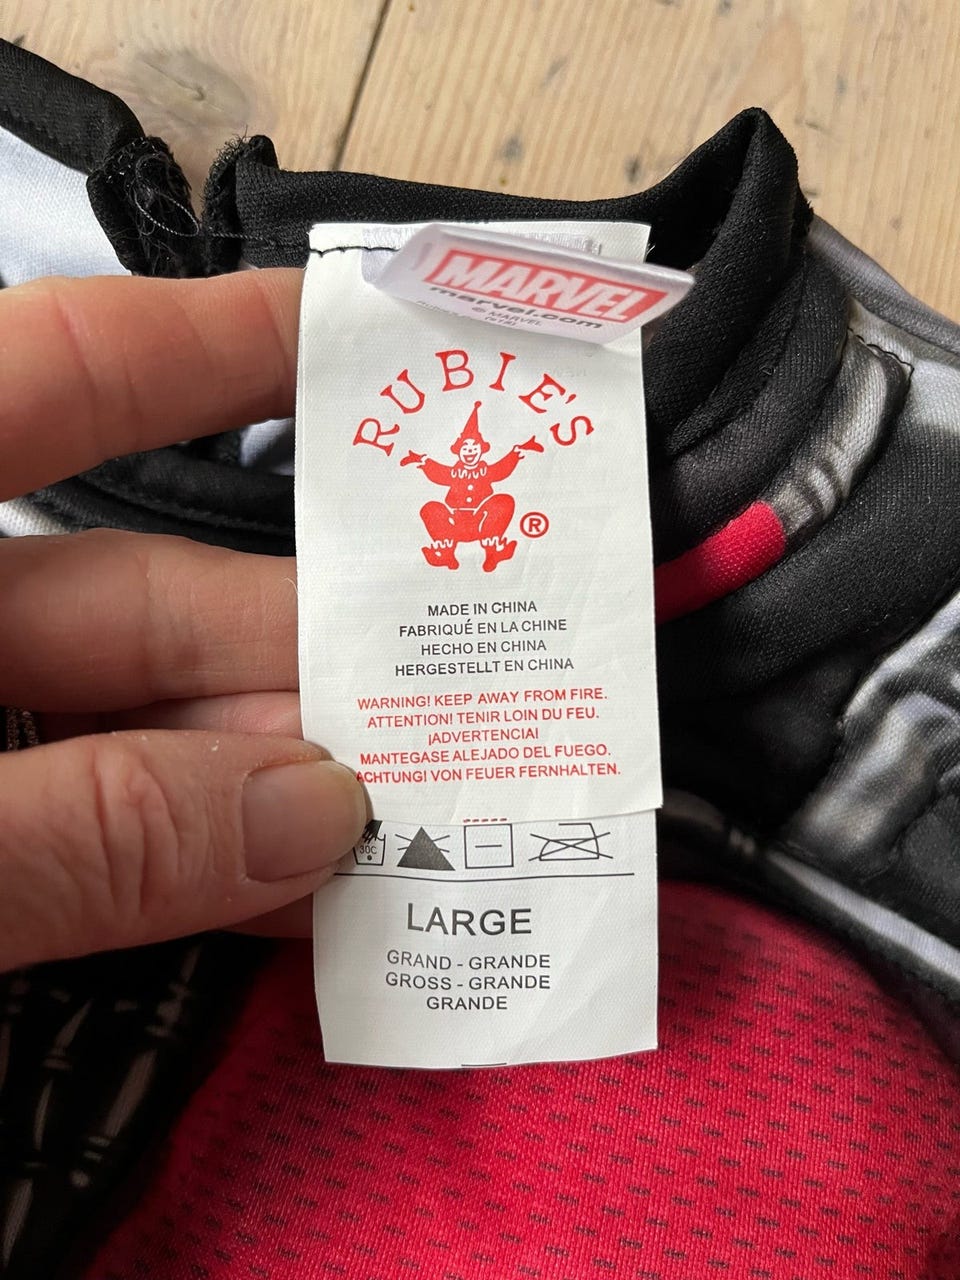 MARVEL
marvel.com
© MARVEL
RUBIE'S
®
MADE IN CHINA
FABRIQUÉ EN LA CHINE
HECHO EN CHINA
HERGESTELLT EN CHINA
WARNING! KEEP AWAY FROM FIRE.
ATTENTION! TENIR LOIN DU FEU.
¡ADVERTENCIA!
MANTEGASE ALEJADO DEL FUEGO.
ACHTUNG! VON FEUER FERNHALTEN.
30C
LARGE
GRAND - GRANDE
GROSS - GRANDE
GRANDE